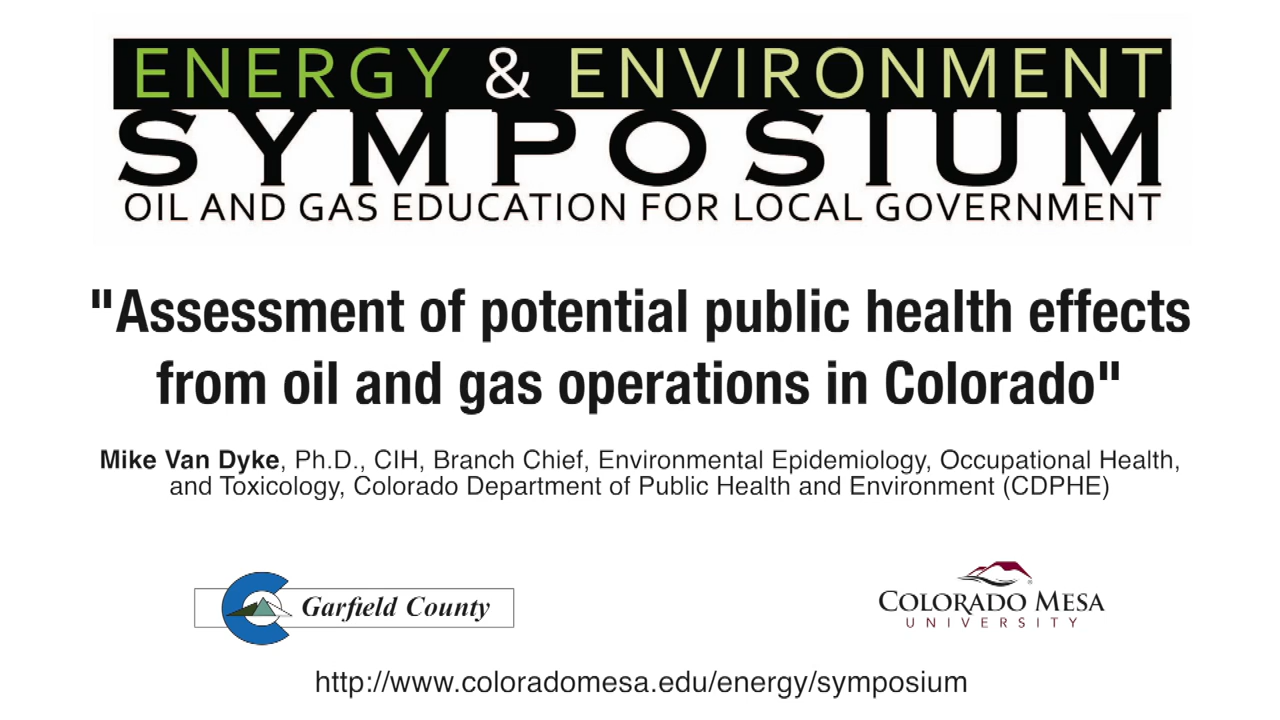 ENERGY & ENVIRONMENT
SYMPOSIUM
OIL AND GAS EDUCATION FOR LOCAL GOVERNMENT
"Assessment of potential public health effects
from oil and gas operations in Colorado"
Mike Van Dyke, Ph.D., CIH, Branch Chief, Environmental Epidemiology, Occupational Health,
and Toxicology, Colorado Department of Public Health and Environment (CDPHE)
Garfield County
COLORADO MESA
UNIVERSITY
http://www.coloradomesa.edu/energy/symposium